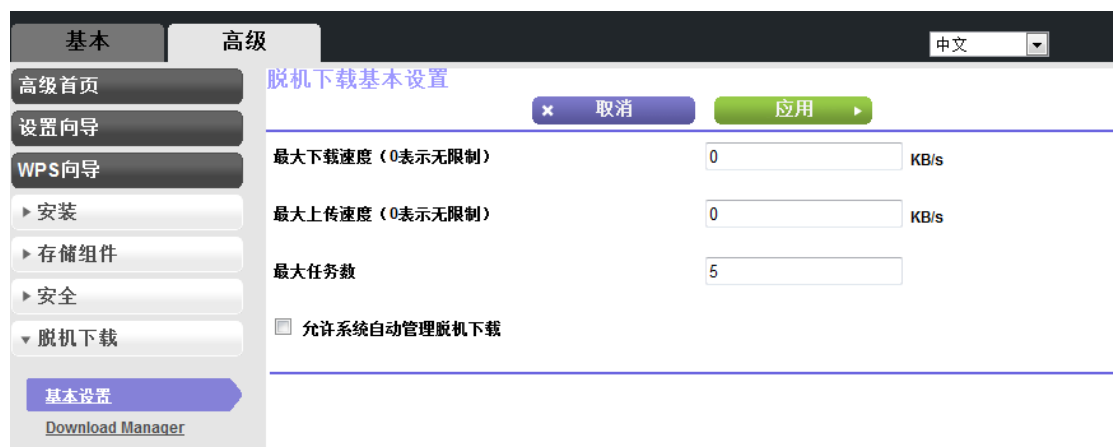 基本
高级
中文
高级首页
设置向导
WPS向导
安装
存储组件
安全
脱机下载
基本设置
Download Manager
脱机下载基本设置
取消
应用
最大下载速度（0表示无限制）
0
KB/s
最大上传速度（0表示无限制）
0
KB/s
最大任务数
5
允许系统自动管理脱机下载